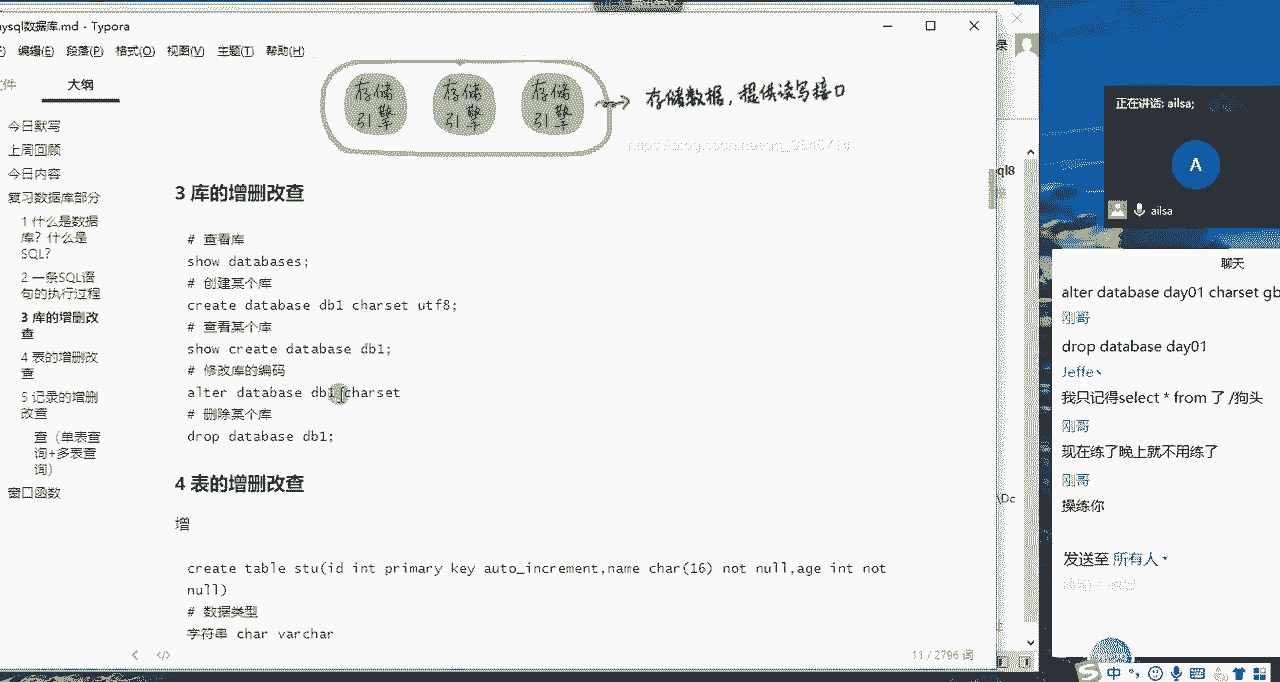 ysql数据库.md - Typora
编辑(E) 段落(P) 格式(O) 视图(V) 主题(T) 帮助(H)
文件 大纲
今日默写
上周回顾
今日内容
复习数据库部分
1 什么是数据
库？什么是
SQL?
2 一条SQL语
句的执行过程
3 库的增删改
查
4 表的增删改
查
5 记录的增删
改查
查（单表查
询+多表查
询）
窗口函数
存储
引擎
存储
引擎
存储
引擎
存储数据，提供读写接口
3 库的增删改查
# 查看库
show databases;
# 创建某个库
create database db1 charset utf8;
# 查看某个库
show create database db1;
# 修改库的编码
alter database db1 charset
# 删除某个库
drop database db1;
4 表的增删改查
增
create table stu(id int primary key auto_increment,name char(16) not null,age int not
null)
# 数据类型
字符串 char varchar
11 / 2796 词
ql8
正在讲话: ailsa;
A
ailsa
聊天
alter database day01 charset gb
刚哥
drop database day01
Jeffe丶
我只记得select * from 了 /狗头
刚哥
现在练了晚上就不用练了
刚哥
操练你
发送至 所有人
中